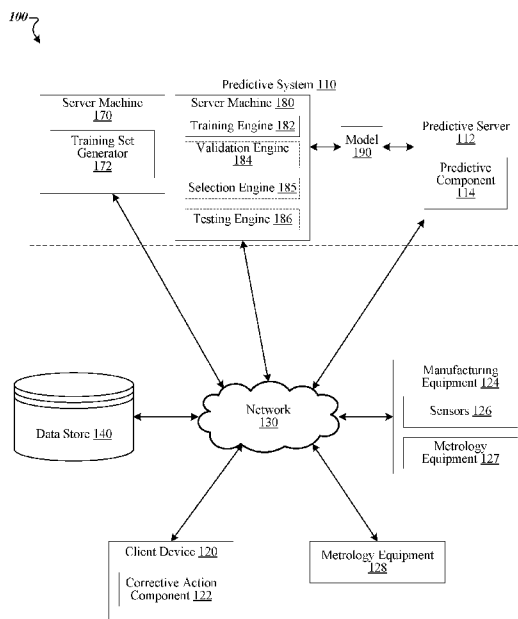 100
Predictive System 110
Server Machine
170
Training Set
Generator
172
Server Machine 180
Training Engine 182
Validation Engine
184
Selection Engine 185
Testing Engine 186
Model
190
Predictive Server
112
Predictive
Component
114
Data Store 140
Network
130
Manufacturing
Equipment 124
Sensors 126
Metrology
Equipment 127
Client Device 120
Corrective Action
Component 122
Metrology Equipment
128